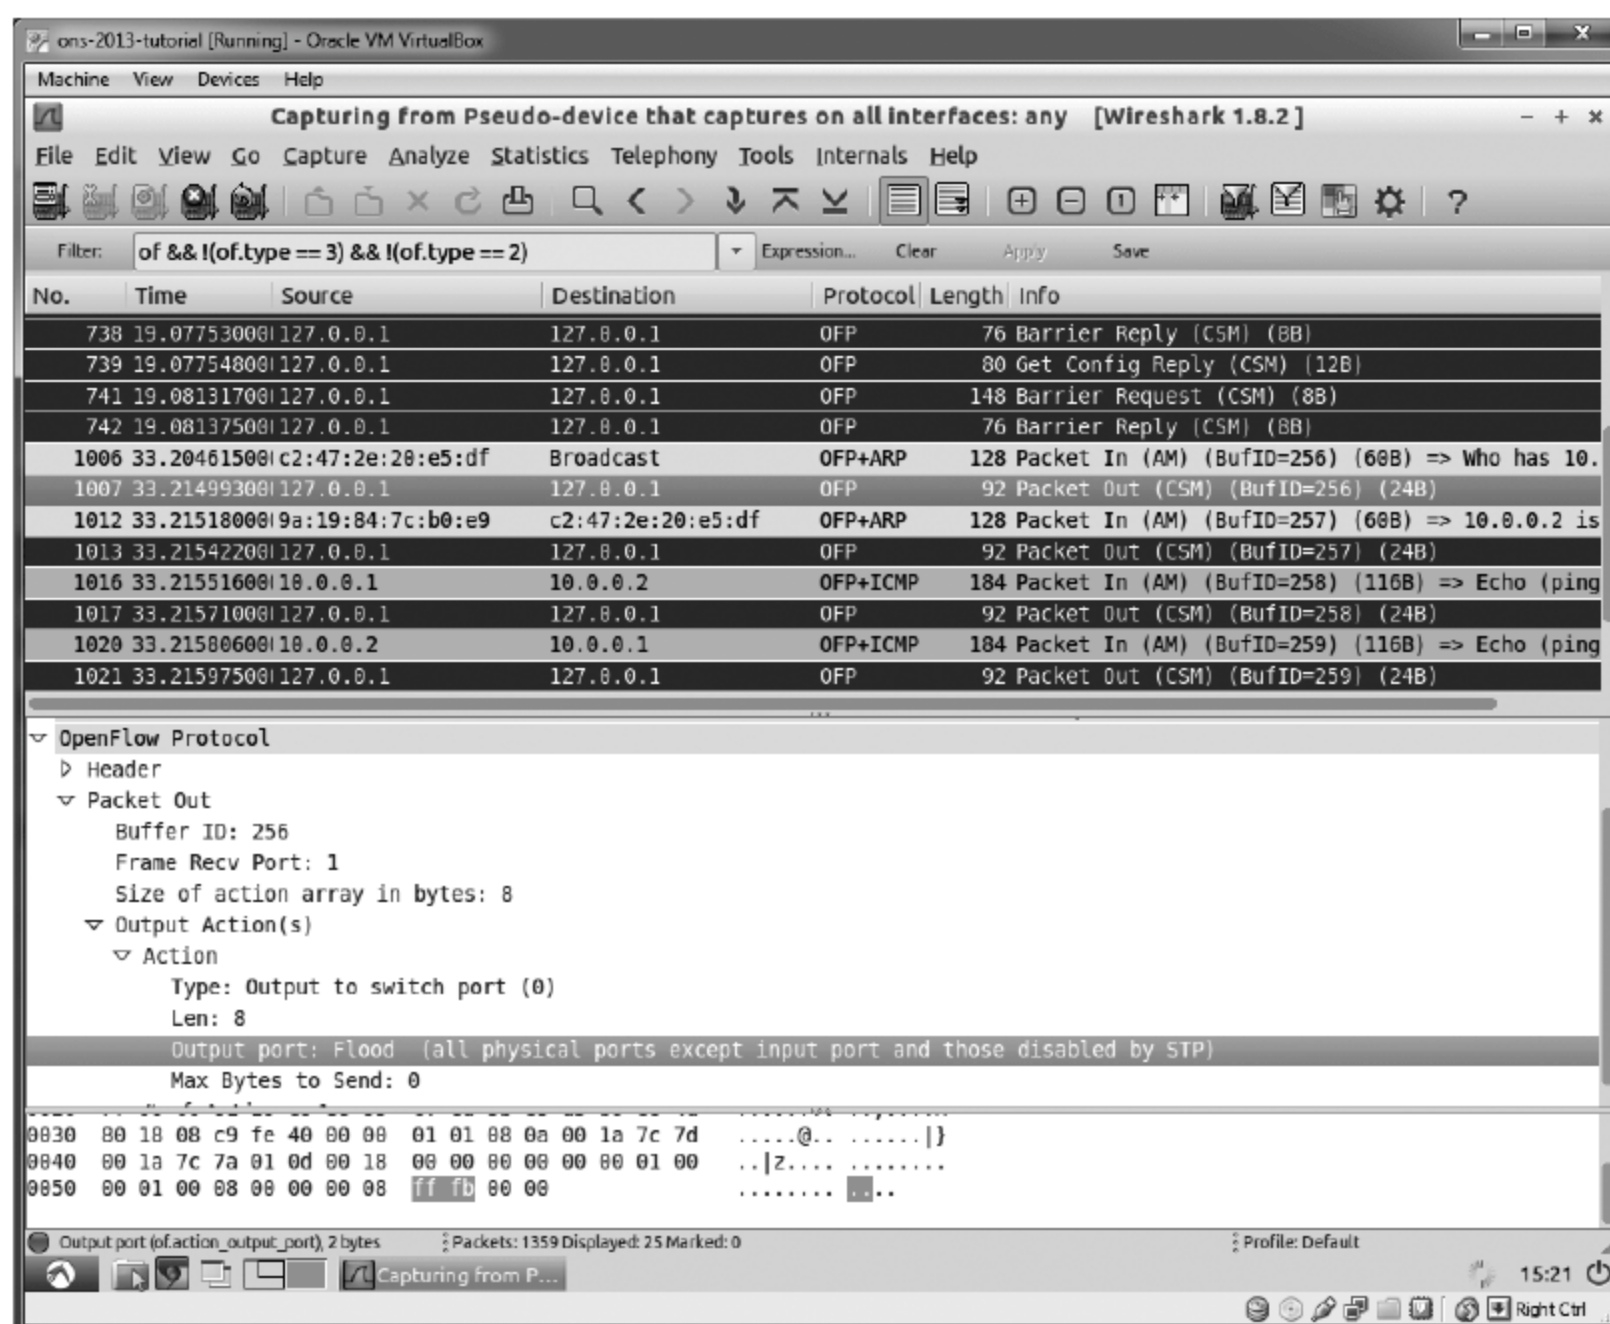 ons-2013-tutorial [Running] - Oracle VM VirtualBox
Machine View Devices Help
Capturing from Pseudo-device that captures on all interfaces: any [Wireshark 1.8.2 ]
File Edit View Go Capture Analyze Statistics Telephony Tools Internals Help
Filter: of && !(of.type == 3) && !(of.type == 2) Expression... Clear Apply Save
No. Time Source Destination Protocol Length Info
738 19.07753000 127.0.0.1 127.0.0.1 OFP 76 Barrier Reply (CSM) (8B)
739 19.07754800 127.0.0.1 127.0.0.1 OFP 80 Get Config Reply (CSM) (12B)
741 19.08131700 127.0.0.1 127.0.0.1 OFP 148 Barrier Request (CSM) (8B)
742 19.08137500 127.0.0.1 127.0.0.1 OFP 76 Barrier Reply (CSM) (8B)
1006 33.20461500 c2:47:2e:20:e5:df Broadcast OFP+ARP 128 Packet In (AM) (BufID=256) (60B) => Who has 10.
1007 33.21499300 127.0.0.1 127.0.0.1 OFP 92 Packet Out (CSM) (BufID=256) (24B)
1012 33.21518000 9a:19:84:7c:b0:e9 c2:47:2e:20:e5:df OFP+ARP 128 Packet In (AM) (BufID=257) (60B) => 10.0.0.2 is
1013 33.21542200 127.0.0.1 127.0.0.1 OFP 92 Packet Out (CSM) (BufID=257) (24B)
1016 33.21551600 10.0.0.1 10.0.0.2 OFP+ICMP 184 Packet In (AM) (BufID=258) (116B) => Echo (ping
1017 33.21571000 127.0.0.1 127.0.0.1 OFP 92 Packet Out (CSM) (BufID=258) (24B)
1020 33.21580600 10.0.0.2 10.0.0.1 OFP+ICMP 184 Packet In (AM) (BufID=259) (116B) => Echo (ping
1021 33.21597500 127.0.0.1 127.0.0.1 OFP 92 Packet Out (CSM) (BufID=259) (24B)
OpenFlow Protocol
Header
Packet Out
Buffer ID: 256
Frame Recv Port: 1
Size of action array in bytes: 8
Output Action(s)
Action
Type: Output to switch port (0)
Len: 8
Output port: Flood (all physical ports except input port and those disabled by STP)
Max Bytes to Send: 0
0030 80 18 08 c9 fe 40 00 00 01 01 08 0a 00 1a 7c 7d .....@.. ......|}
0040 00 1a 7c 7a 01 0d 00 18 00 00 00 00 00 00 01 00 ..|z.... ........
0050 00 01 00 08 00 00 00 08 ff fb 00 00 ........ ....
Output port (of.action_output_port), 2 bytes Packets: 1359 Displayed: 25 Marked: 0 Profile: Default
Capturing from P... 15:21
Right Ctrl